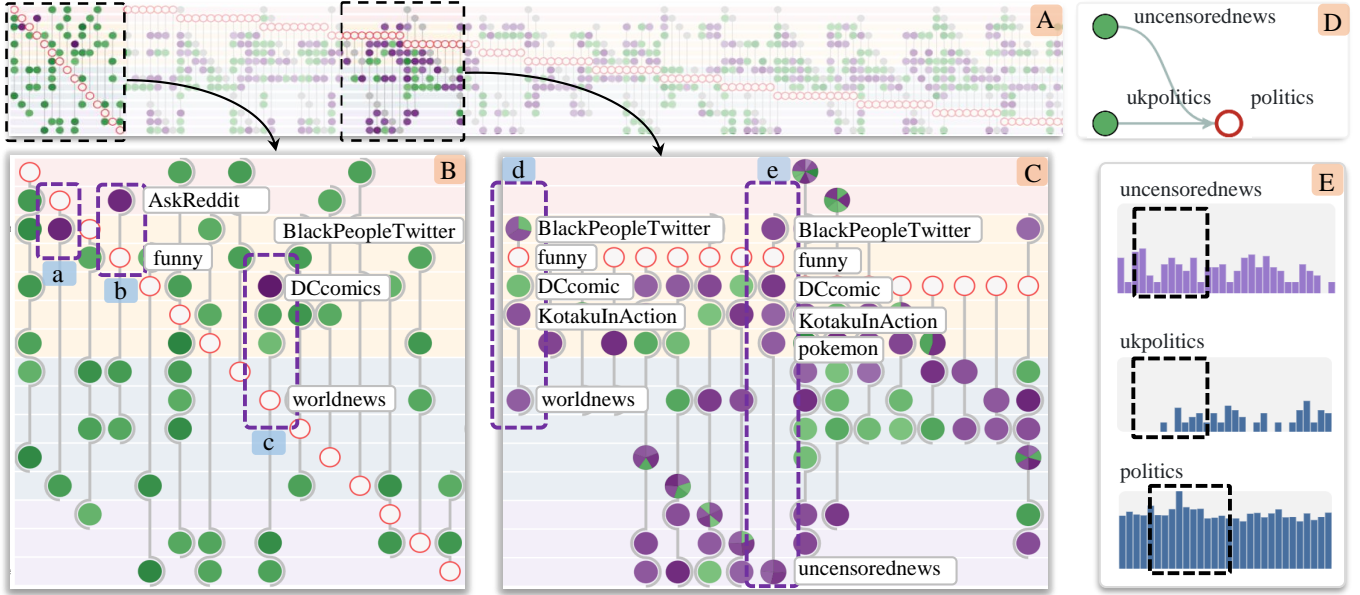 A
uncensorednews
D
ukpolitics
politics
B
AskReddit
BlackPeopleTwitter
funny
a
b
DCcomics
worldnews
c
d
e
C
BlackPeopleTwitter
funny
DCcomic
KotakuInAction
worldnews
BlackPeopleTwitter
funny
DCcomic
KotakuInAction
pokemon
uncensorednews
E
uncensorednews
ukpolitics
politics